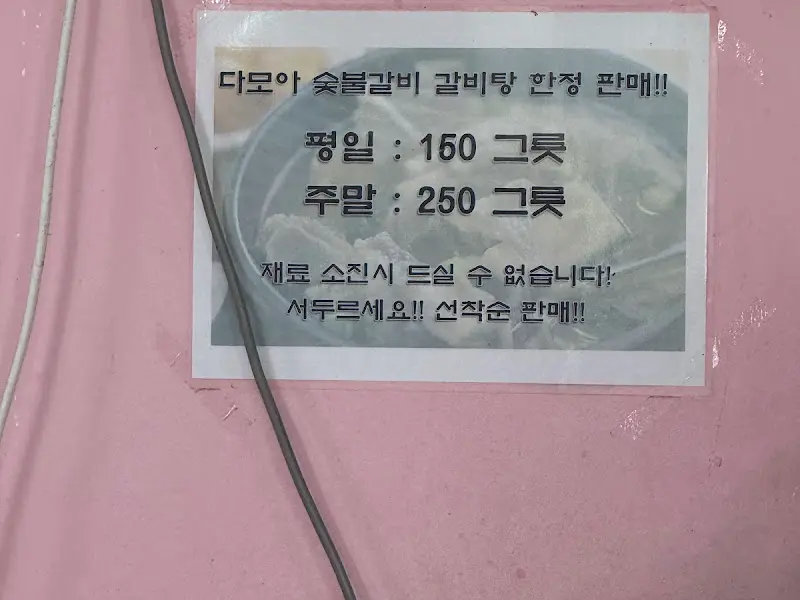 다모아 숯불갈비 갈비탕 한정 판매!!
평일 : 150 그릇
주말 : 250 그릇
재료 소진시 드실 수 없습니다!
서두르세요!! 선착순 판매!!